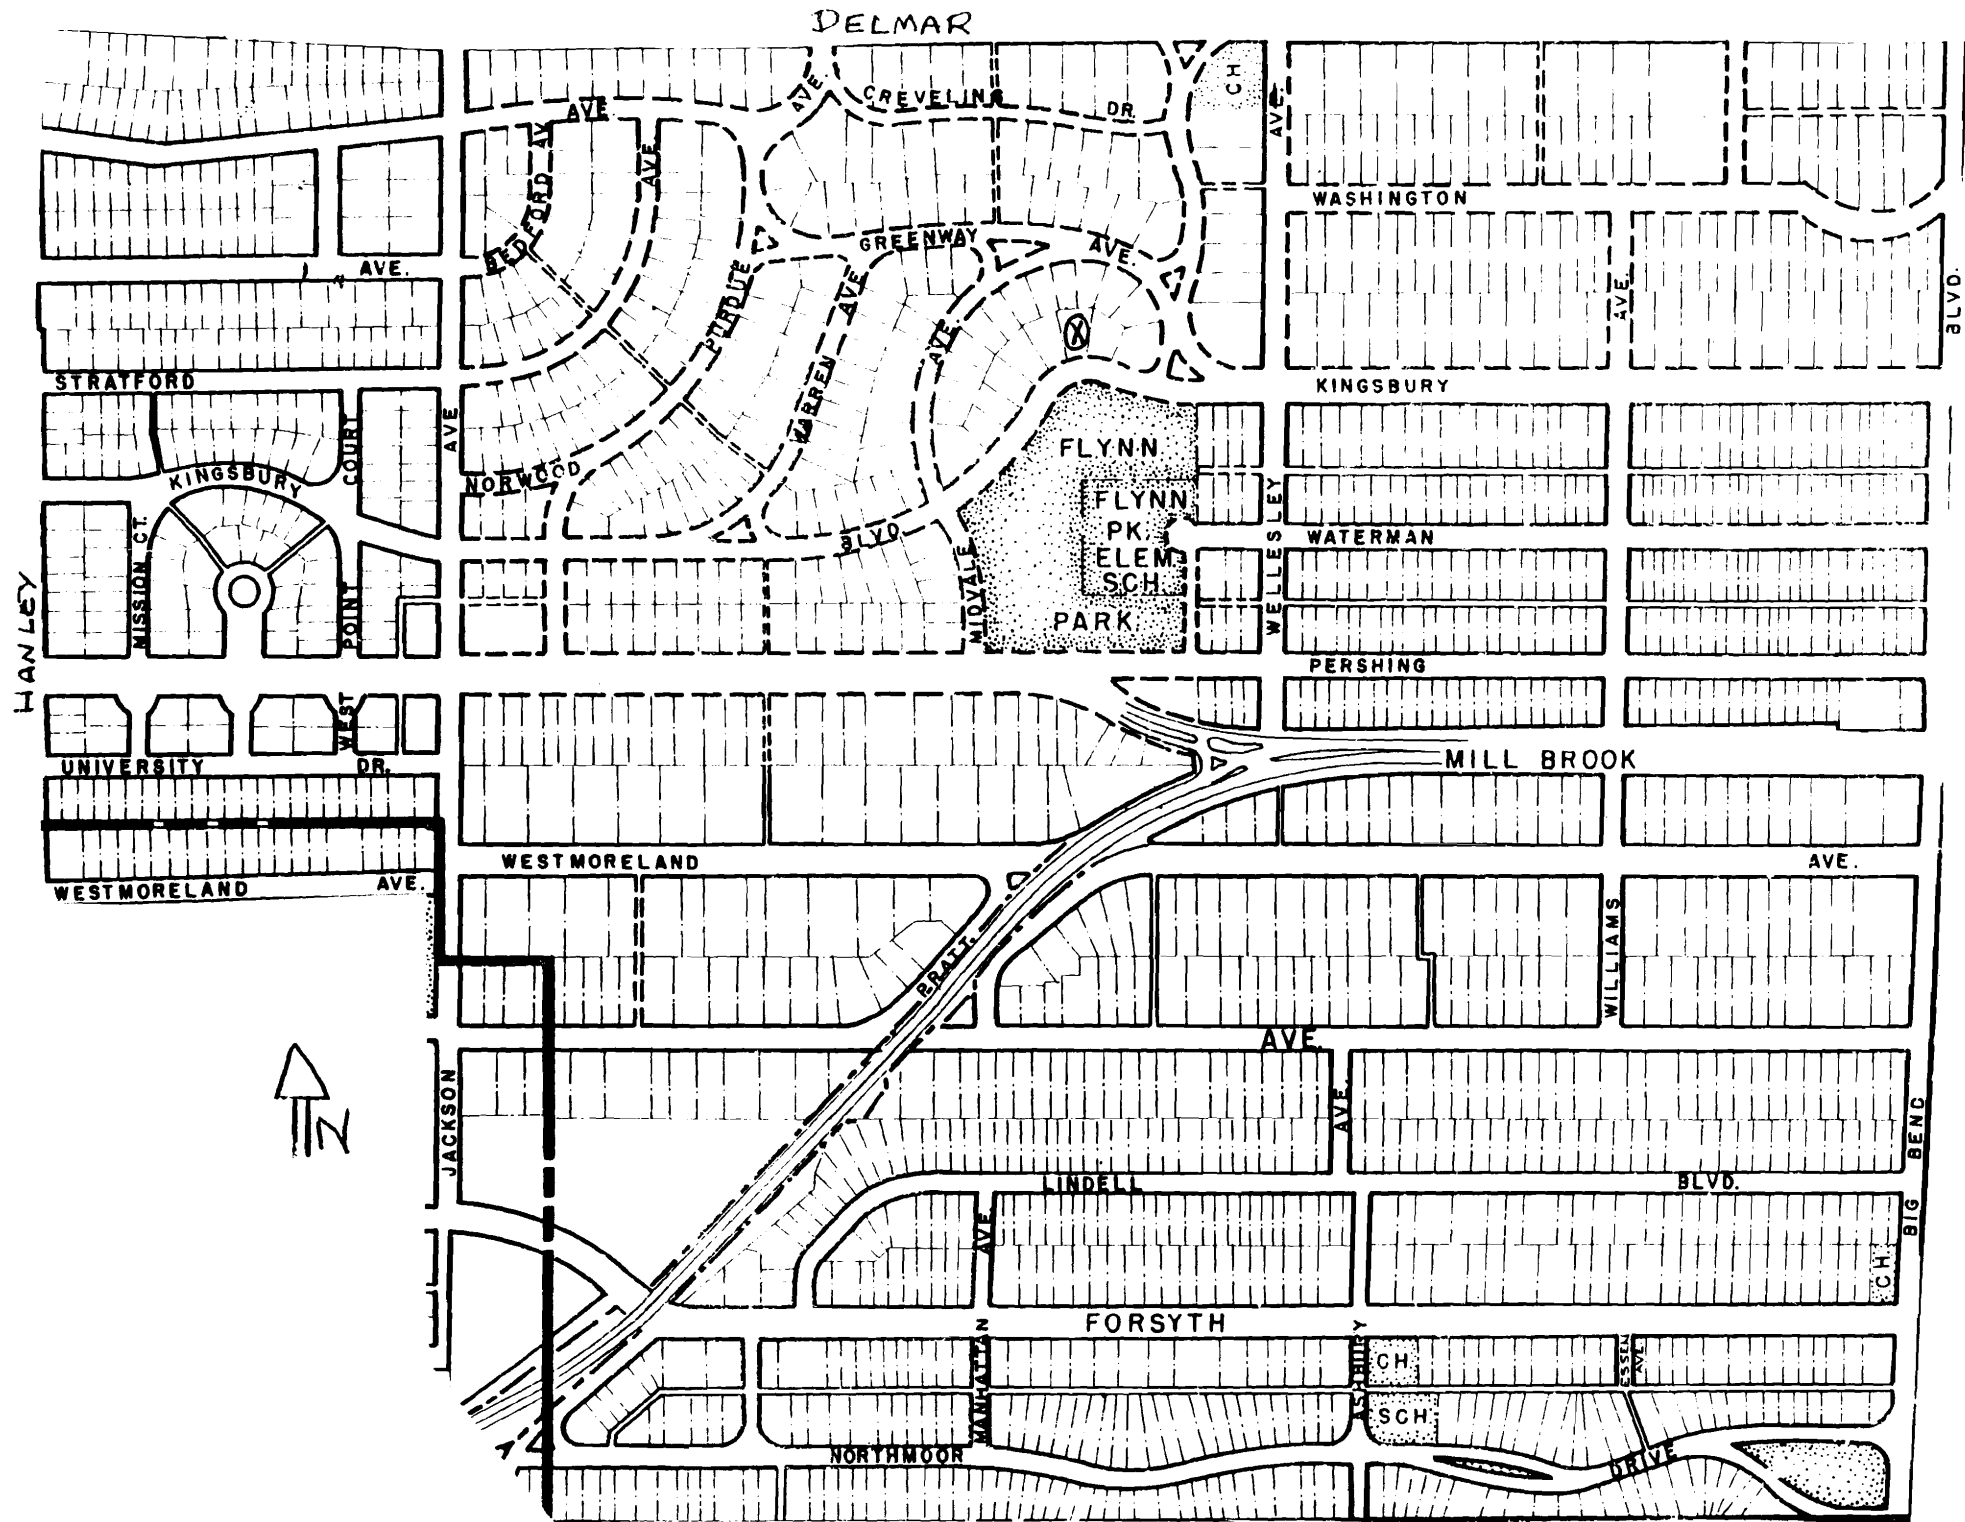 DELMAR
CH
AVE.
CREVELING
DR.
AVE.
AVE.
BEDFORD AV
AVE.
WASHINGTON
GREENWAY
AVE.
AVE.
AVE.
AVE.
AVE.
BLVD.
PURDUE
WARREN
X
STRATFORD
KINGSBURY
AVE
COURT
FLYNN
NORWOOD
KINGSBURY
FLYNN
PK.
ELEM
SCH
PARK
WELLESLEY
WATERMAN
BLVD
MISSION CT.
MIDVALE
HANLEY
POINT
WEST
PERSHING
UNIVERSITY
DR.
MILL BROOK
WESTMORELAND
AVE.
WESTMORELAND
AVE.
WILLIAMS
PRATT.
AVE.
N
JACKSON
AVE.
BIG BEND
LINDELL
BLVD.
AVE.
CH
FORSYTH
MANHATTAN
ASHBURY
CH
ESSEN
AVE
SCH
NORTHMOOR
DRIVE